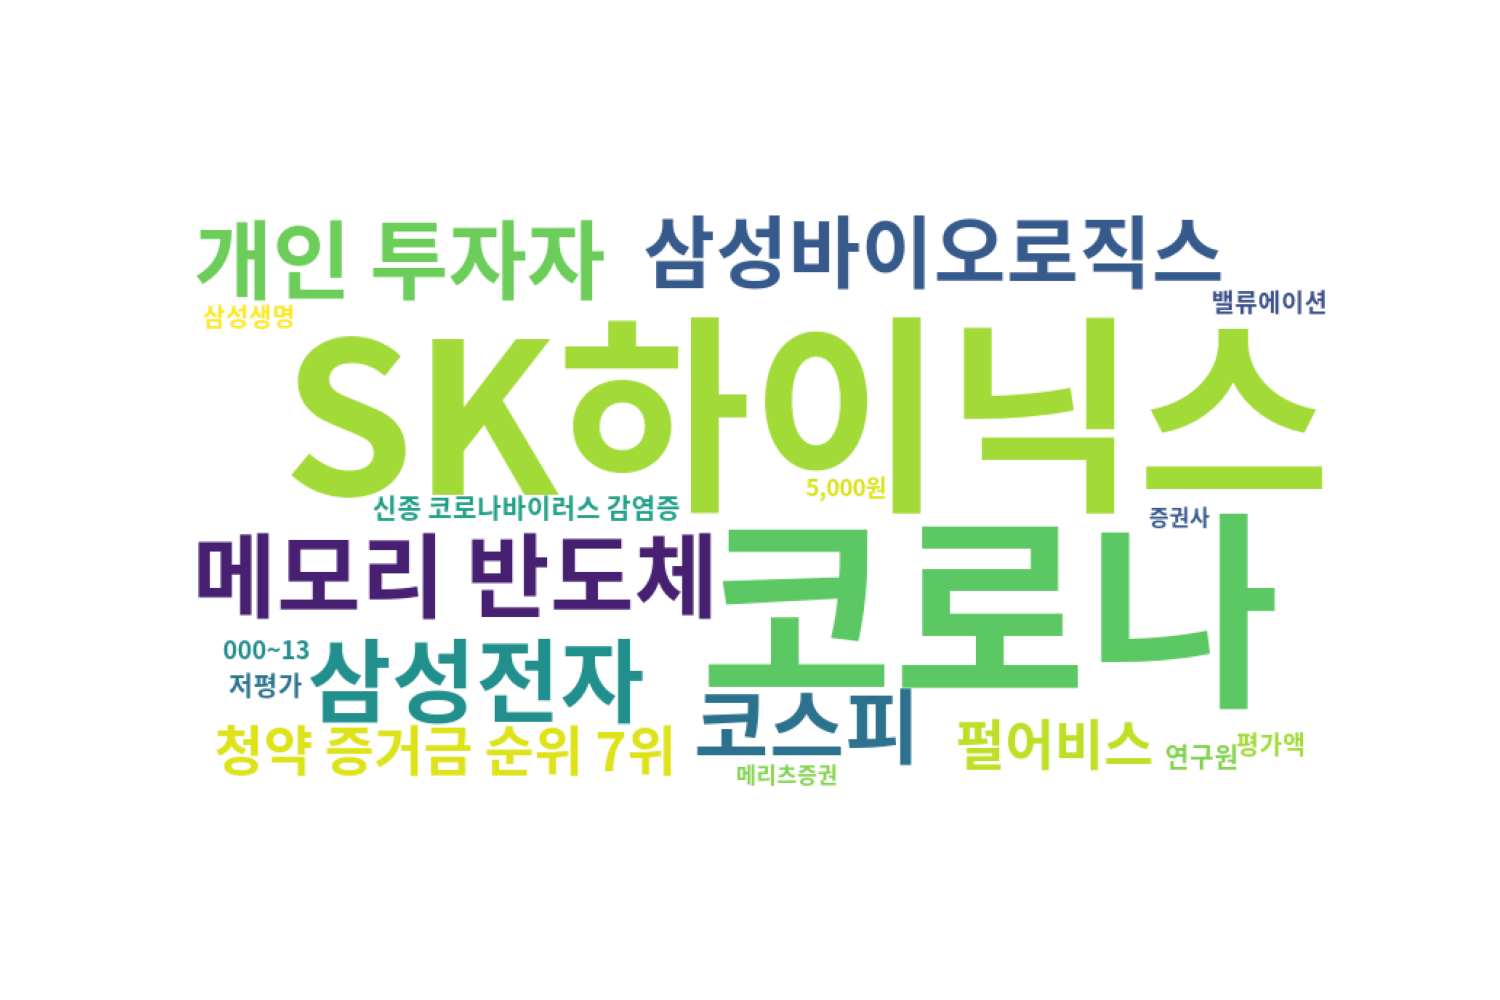 개인 투자자
삼성바이오로직스
삼성생명
밸류에이션
SK하이닉스
5,000원
신종 코로나바이러스 감염증
증권사
메모리 반도체
코로나
000~13
저평가
삼성전자
코스피
청약 증거금 순위 7위
펄어비스
연구원
평가액
메리츠증권